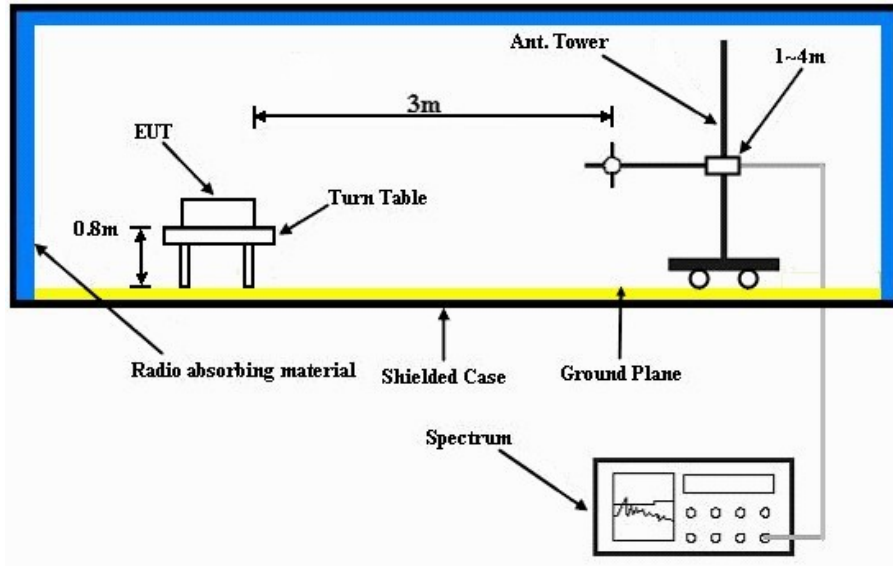 Ant. Tower
1~4m
3m
EUT
Turn Table
0.8m
Radio absorbing material
Shielded Case
Ground Plane
Spectrum